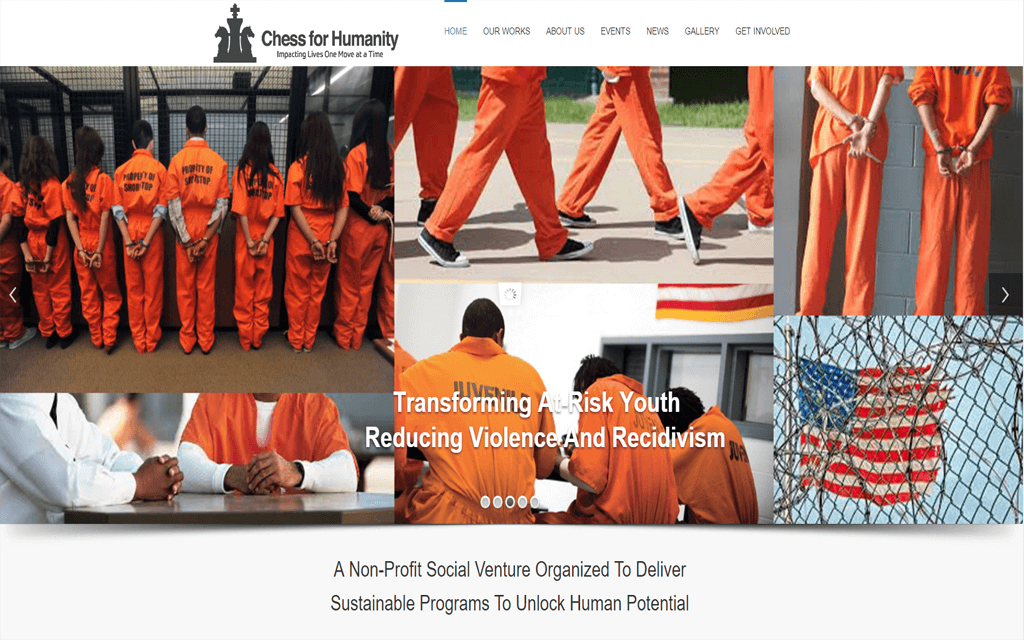 Chess for Humanity
Impacting Lives One Move at a Time
HOME OUR WORKS ABOUT US EVENTS NEWS GALLERY GET INVOLVED
PROPERTY OF
PROPERTY OF
JUVENILE
Transforming At-Risk Youth
Reducing Violence And Recidivism
A Non-Profit Social Venture Organized To Deliver
Sustainable Programs To Unlock Human Potential